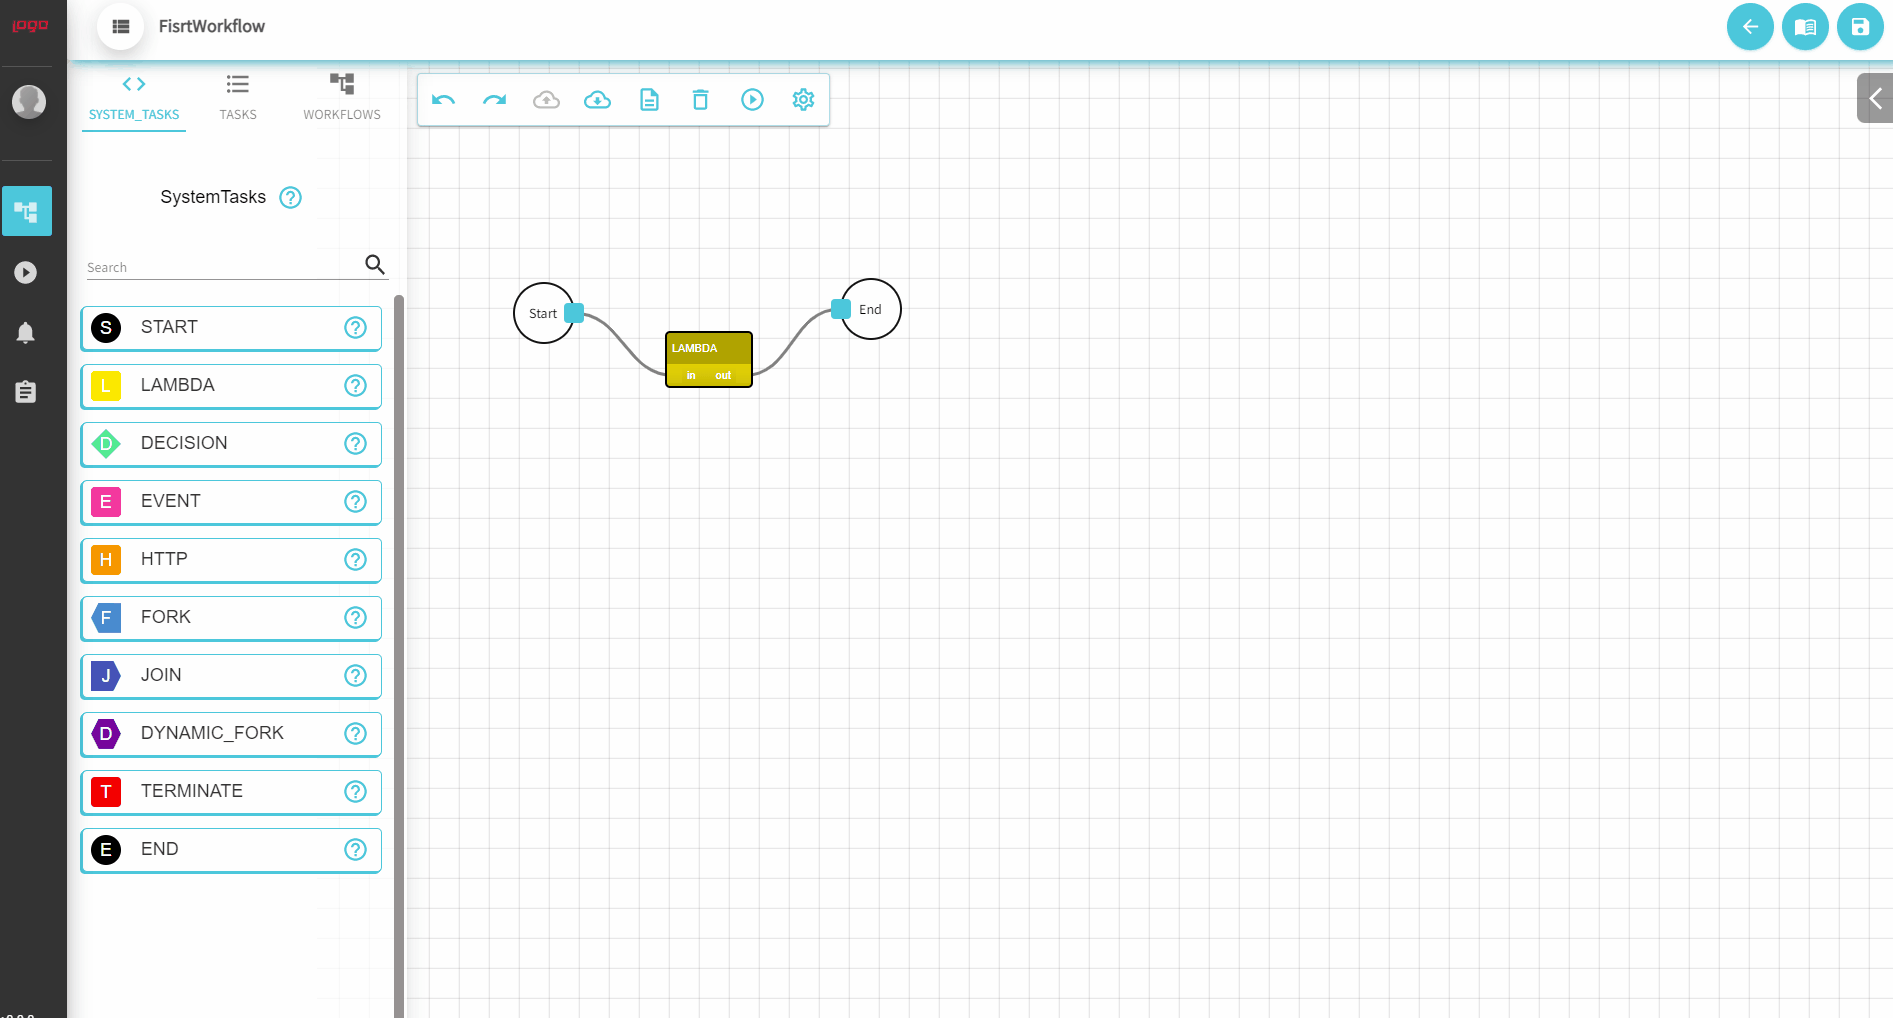 logo
FisrtWorkflow
SYSTEM_TASKS
TASKS
WORKFLOWS
SystemTasks
Search
S START
L LAMBDA
D DECISION
E EVENT
H HTTP
F FORK
J JOIN
D DYNAMIC_FORK
T TERMINATE
E END
Start
LAMBDA
in out
End